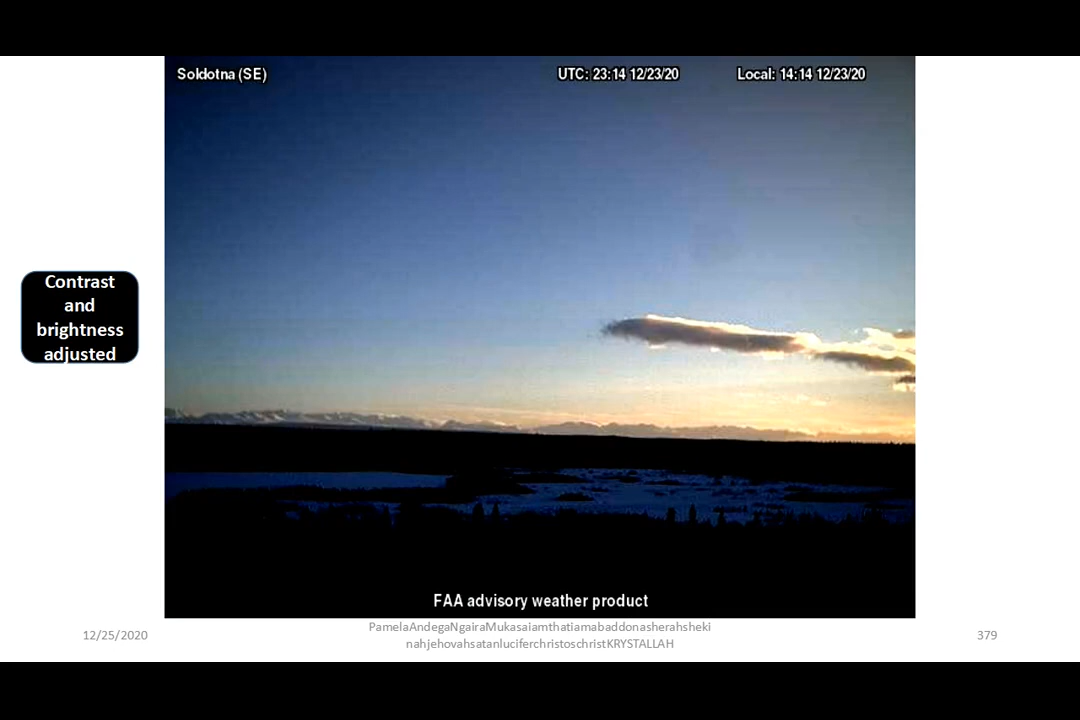 Soldotna (SE) UTC: 23:14 12/23/20 Local: 14:14 12/23/20
Contrast
and
brightness
adjusted
FAA advisory weather product
12/25/2020
PamelaAndegaNgairaMukasaiamthatiamabaddonasherahsheki
nahjehovahsatanluciferchristoschristKRYSTALLAH
379